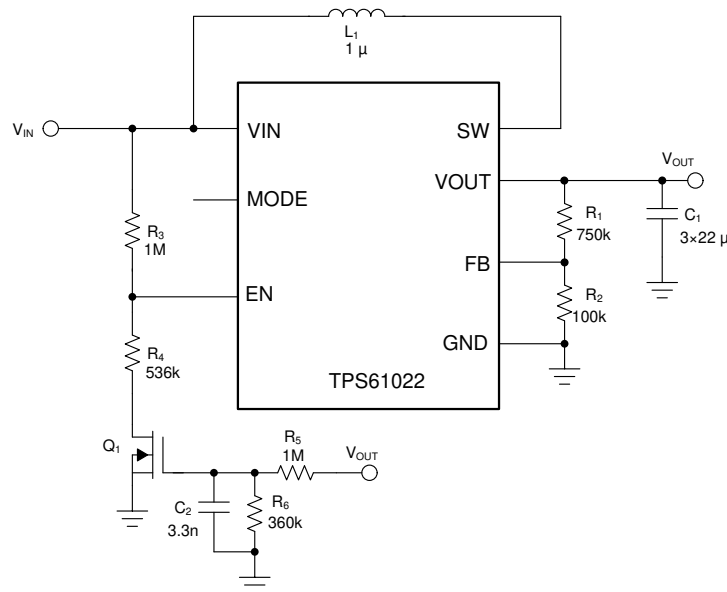 L1
1 µ
VIN
VIN
SW
VOUT
VOUT
MODE
R3
1M
R1
750k
C1
3×22 µ
FB
EN
R2
100k
R4
536k
GND
TPS61022
Q1
R5
1M
VOUT
C2
3.3n
R6
360k